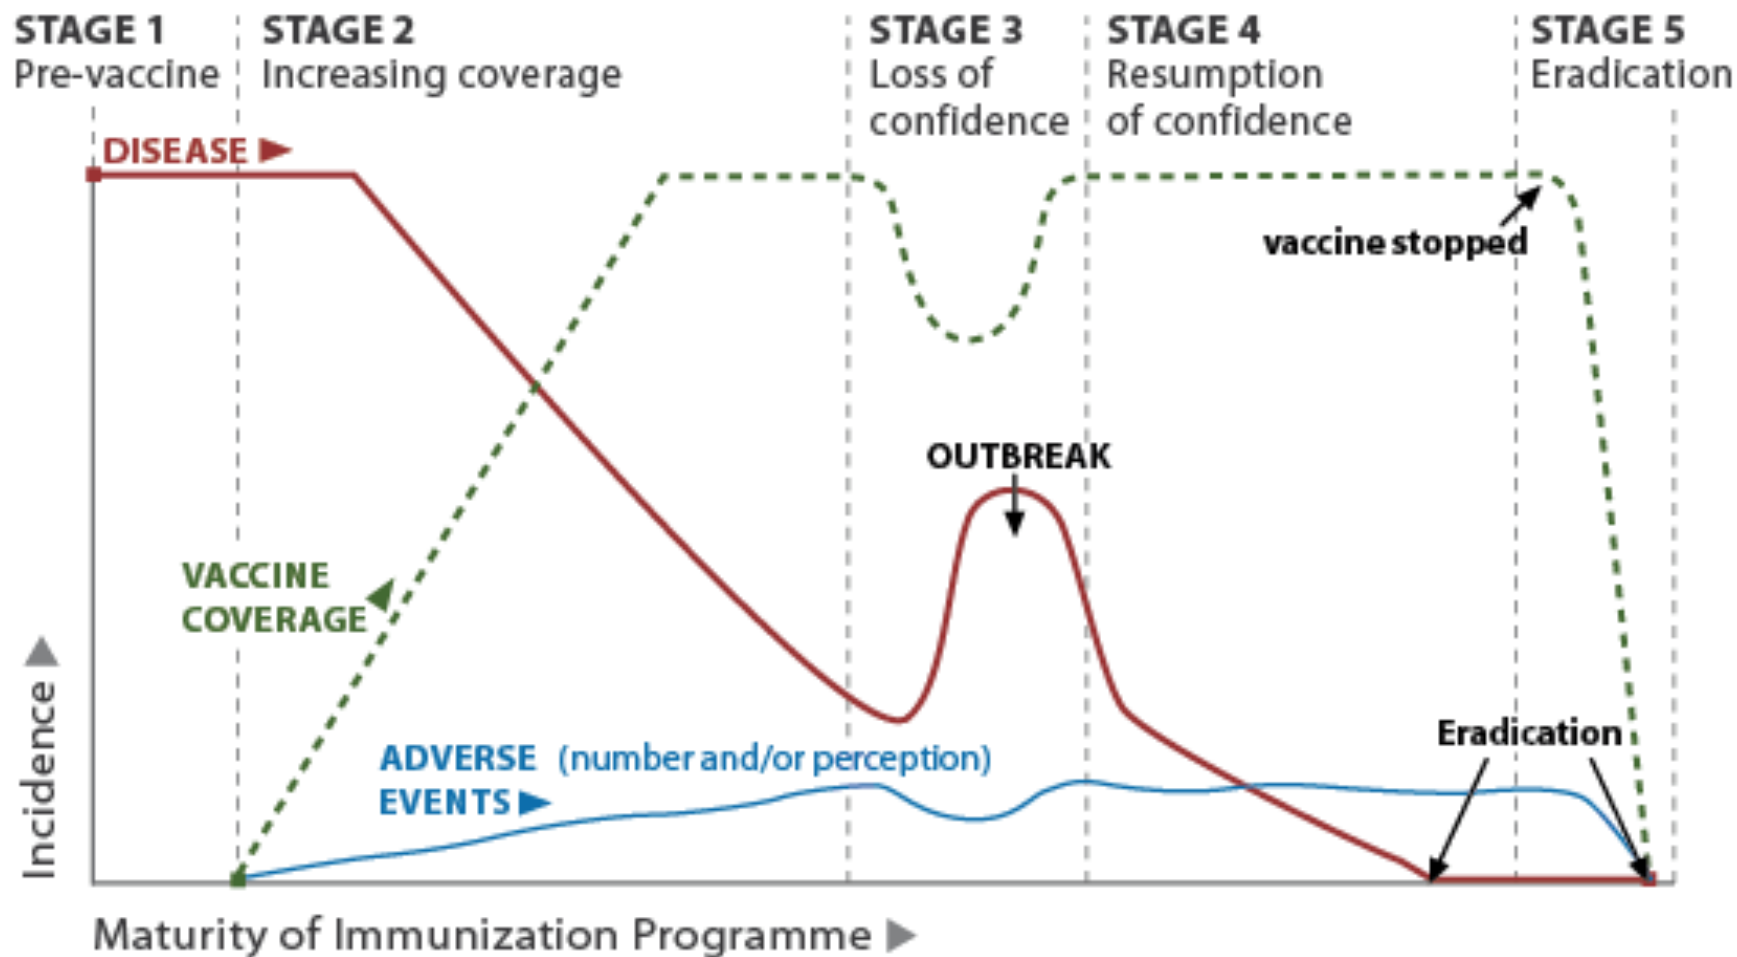 STAGE 1
Pre-vaccine
STAGE 2
Increasing coverage
STAGE 3
Loss of
confidence
STAGE 4
Resumption
of confidence
STAGE 5
Eradication
DISEASE
vaccine stopped
OUTBREAK
VACCINE
COVERAGE
Eradication
ADVERSE (number and/or perception)
EVENTS
Incidence
Maturity of Immunization Programme